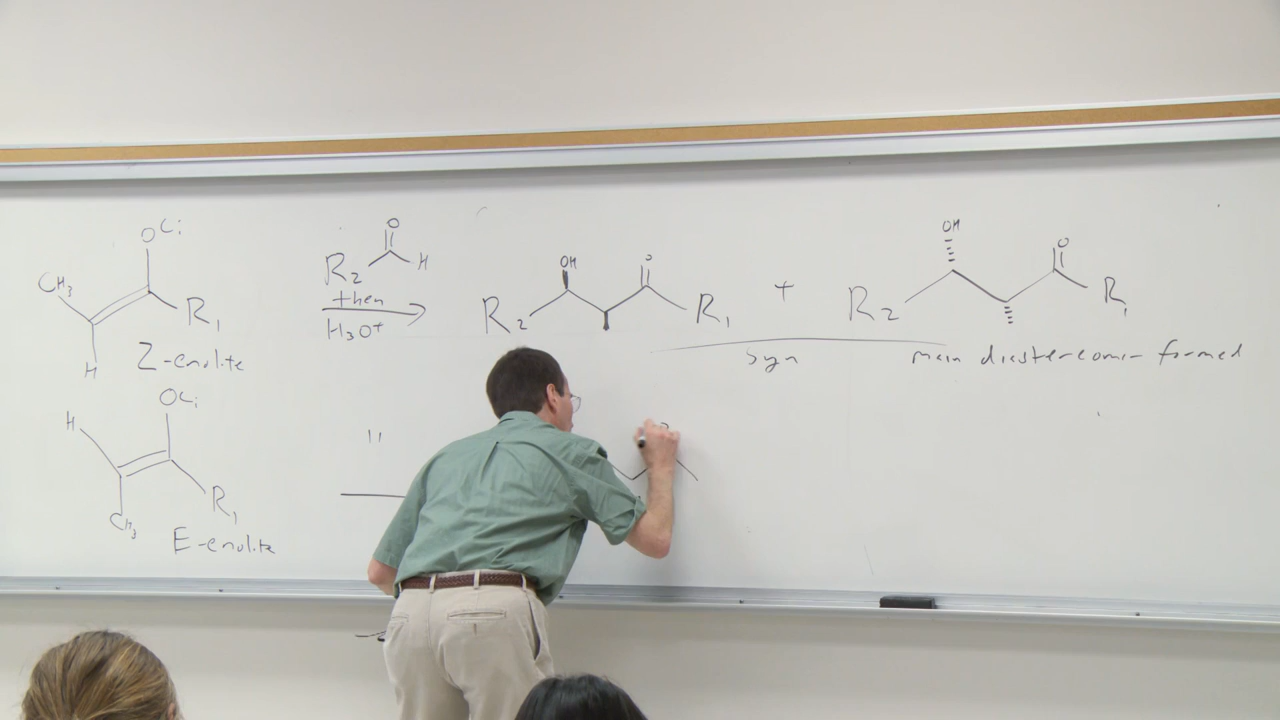 OLi
CH3
R1
H
Z-enolate
O
R2 H
then
H3O+
OH O
R2 R1
+
OH O
R2 R1
Syn main diastereomer formed
OLi
H
R1
CH3
E-enolate
"